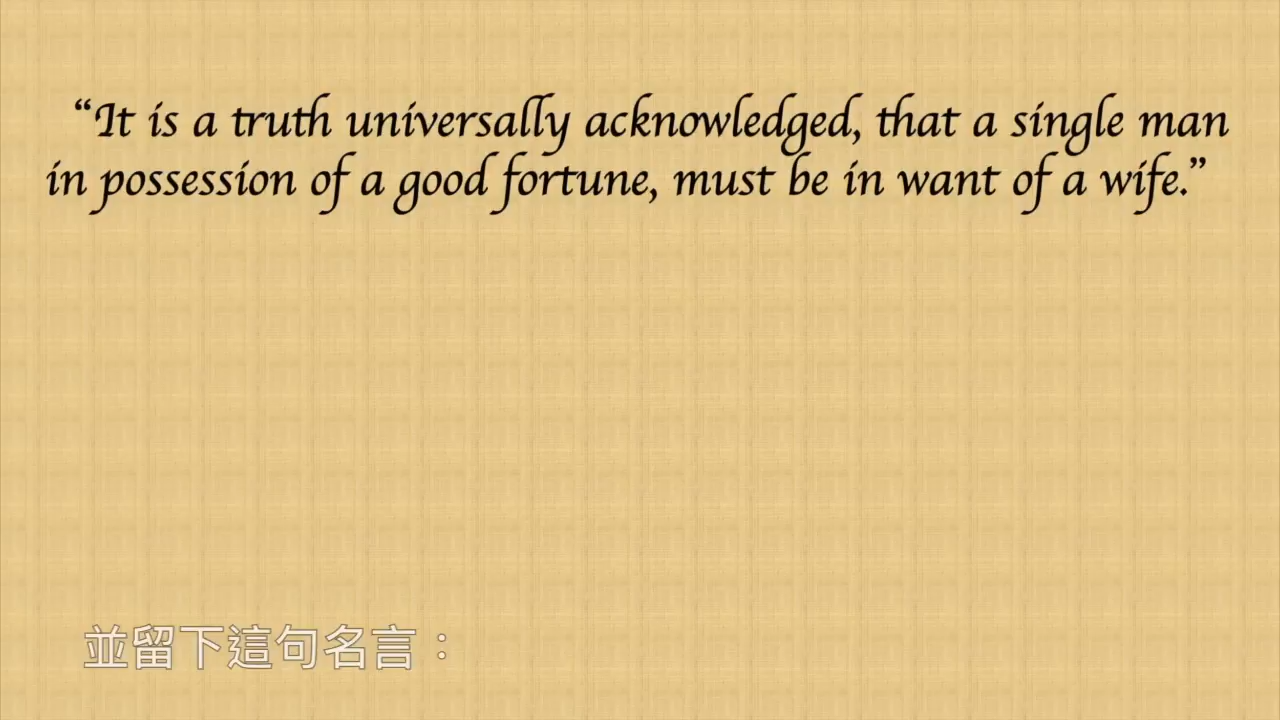 “It is a truth universally acknowledged, that a single man
in possession of a good fortune, must be in want of a wife.”
並留下這句名言：